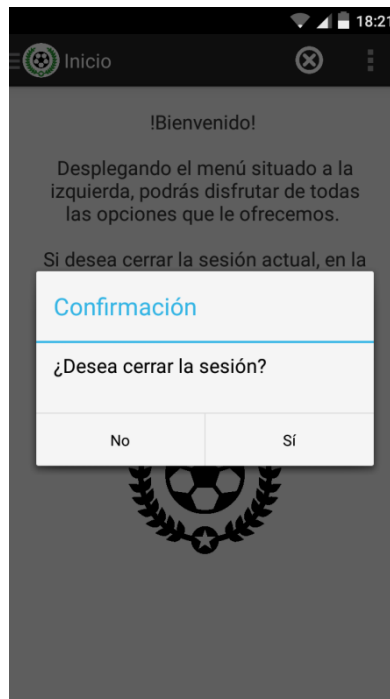 18:21
Inicio
!Bienvenido!
Desplegando el menú situado a la
izquierda, podrás disfrutar de todas
las opciones que le ofrecemos.
Si desea cerrar la sesión actual, en la
Confirmación
¿Desea cerrar la sesión?
No
Sí